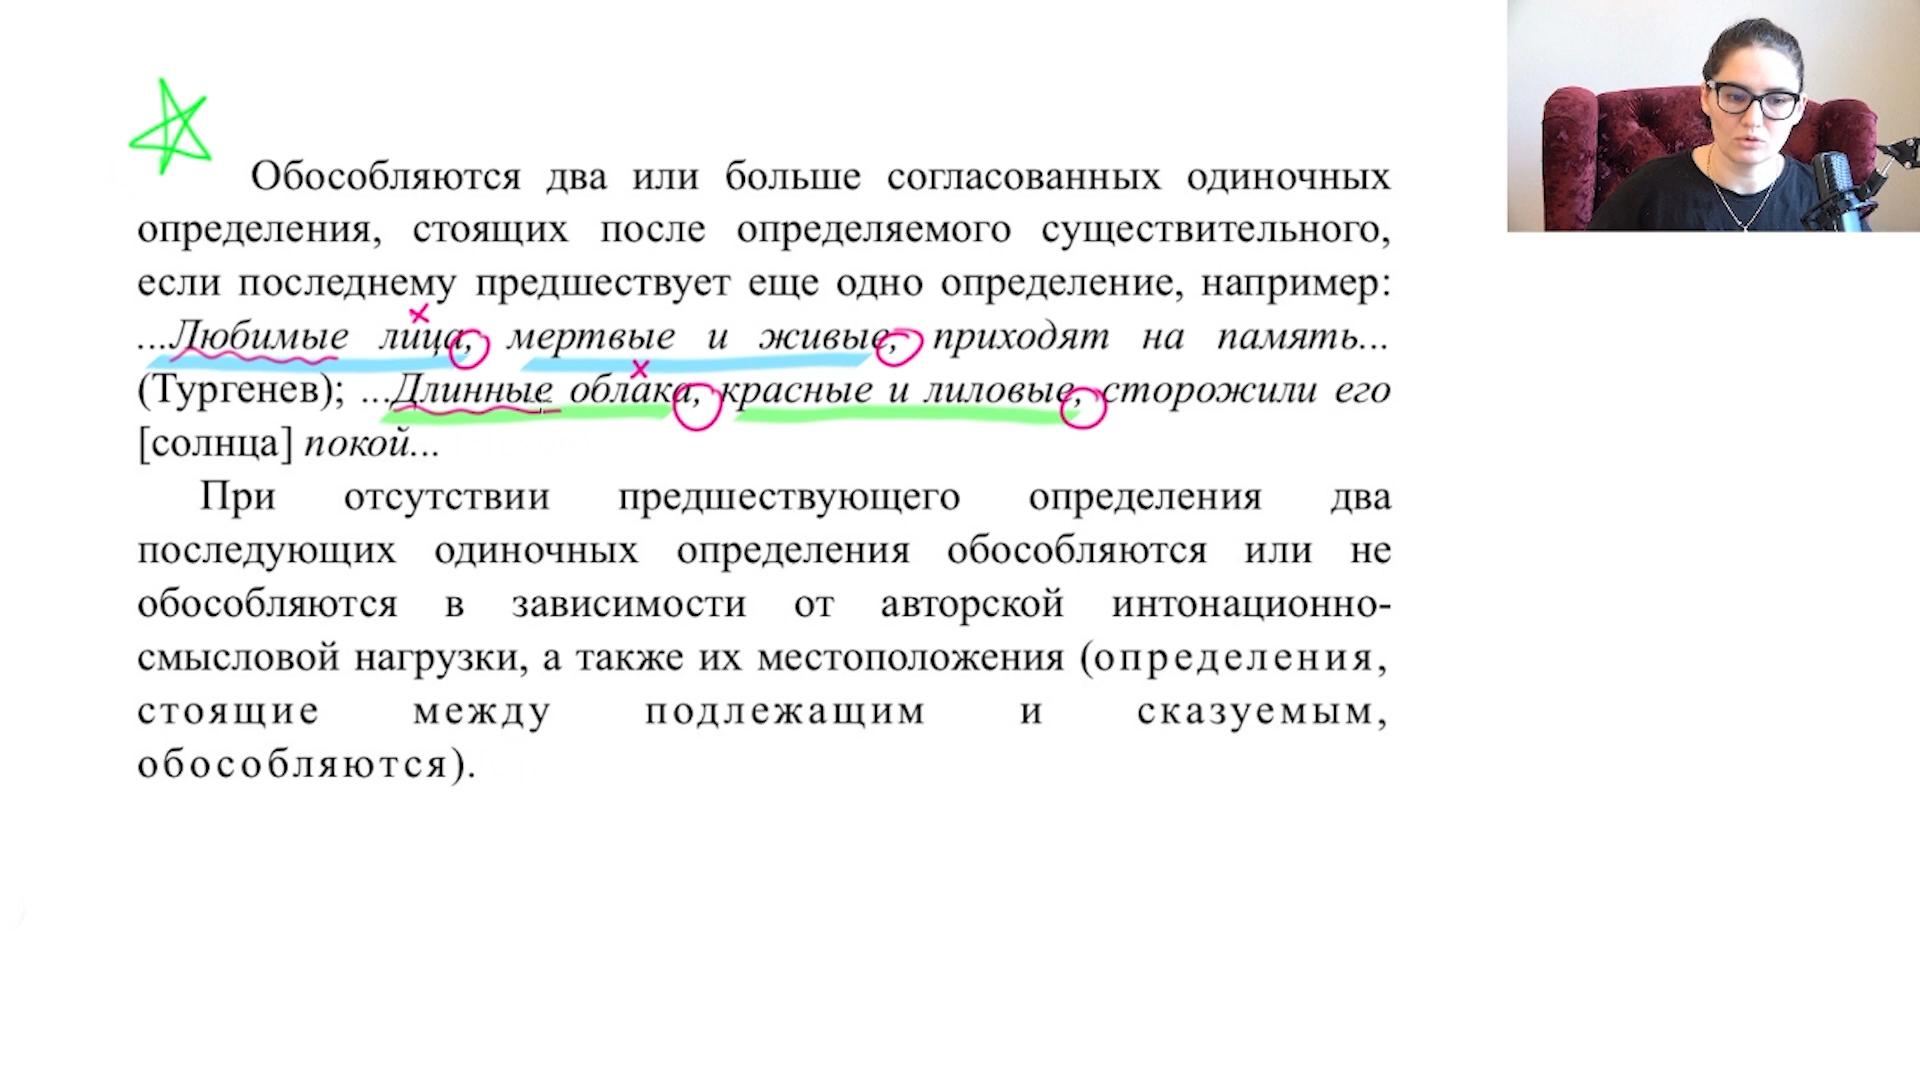 Обособляются два или больше согласованных одиночных
определения, стоящих после определяемого существительного,
если последнему предшествует еще одно определение, например:
...Любимые лица, мертвые и живые, приходят на память...
(Тургенев); ...Длинные облака, красные и лиловые, сторожили его
[солнца] покой...
При отсутствии предшествующего определения два
последующих одиночных определения обособляются или не
обособляются в зависимости от авторской интонационно-
смысловой нагрузки, а также их местоположения (определения,
стоящие между подлежащим и сказуемым,
обособляются).